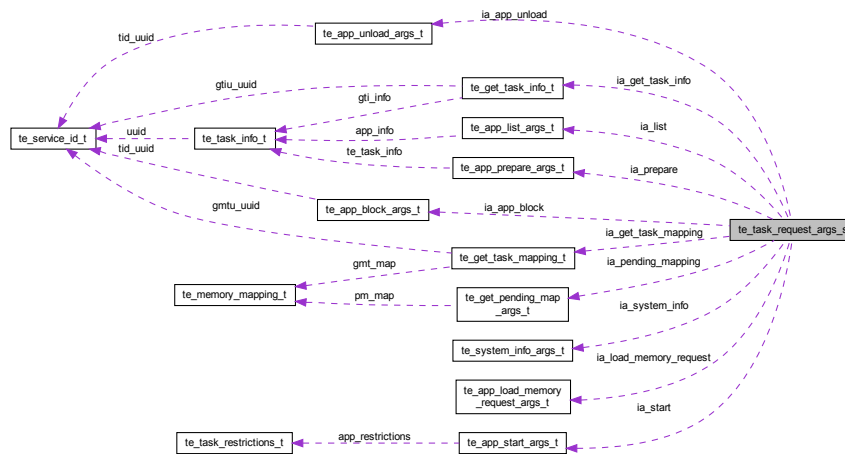 ia_app_unload
te_app_unload_args_t
tid_uuid
ia_get_task_info
gtiu_uuid
te_get_task_info_t
gti_info
ia_list
te_service_id_t
uuid
te_task_info_t
app_info
te_app_list_args_t
tid_uuid
te_task_info
te_app_prepare_args_t
ia_prepare
gmtu_uuid
te_app_block_args_t
ia_app_block
te_task_request_args_s
ia_get_task_mapping
te_get_task_mapping_t
gmt_map
ia_pending_mapping
te_memory_mapping_t
pm_map
te_get_pending_map
_args_t
ia_system_info
te_system_info_args_t
ia_load_memory_request
te_app_load_memory
_request_args_t
ia_start
te_task_restrictions_t
app_restrictions
te_app_start_args_t